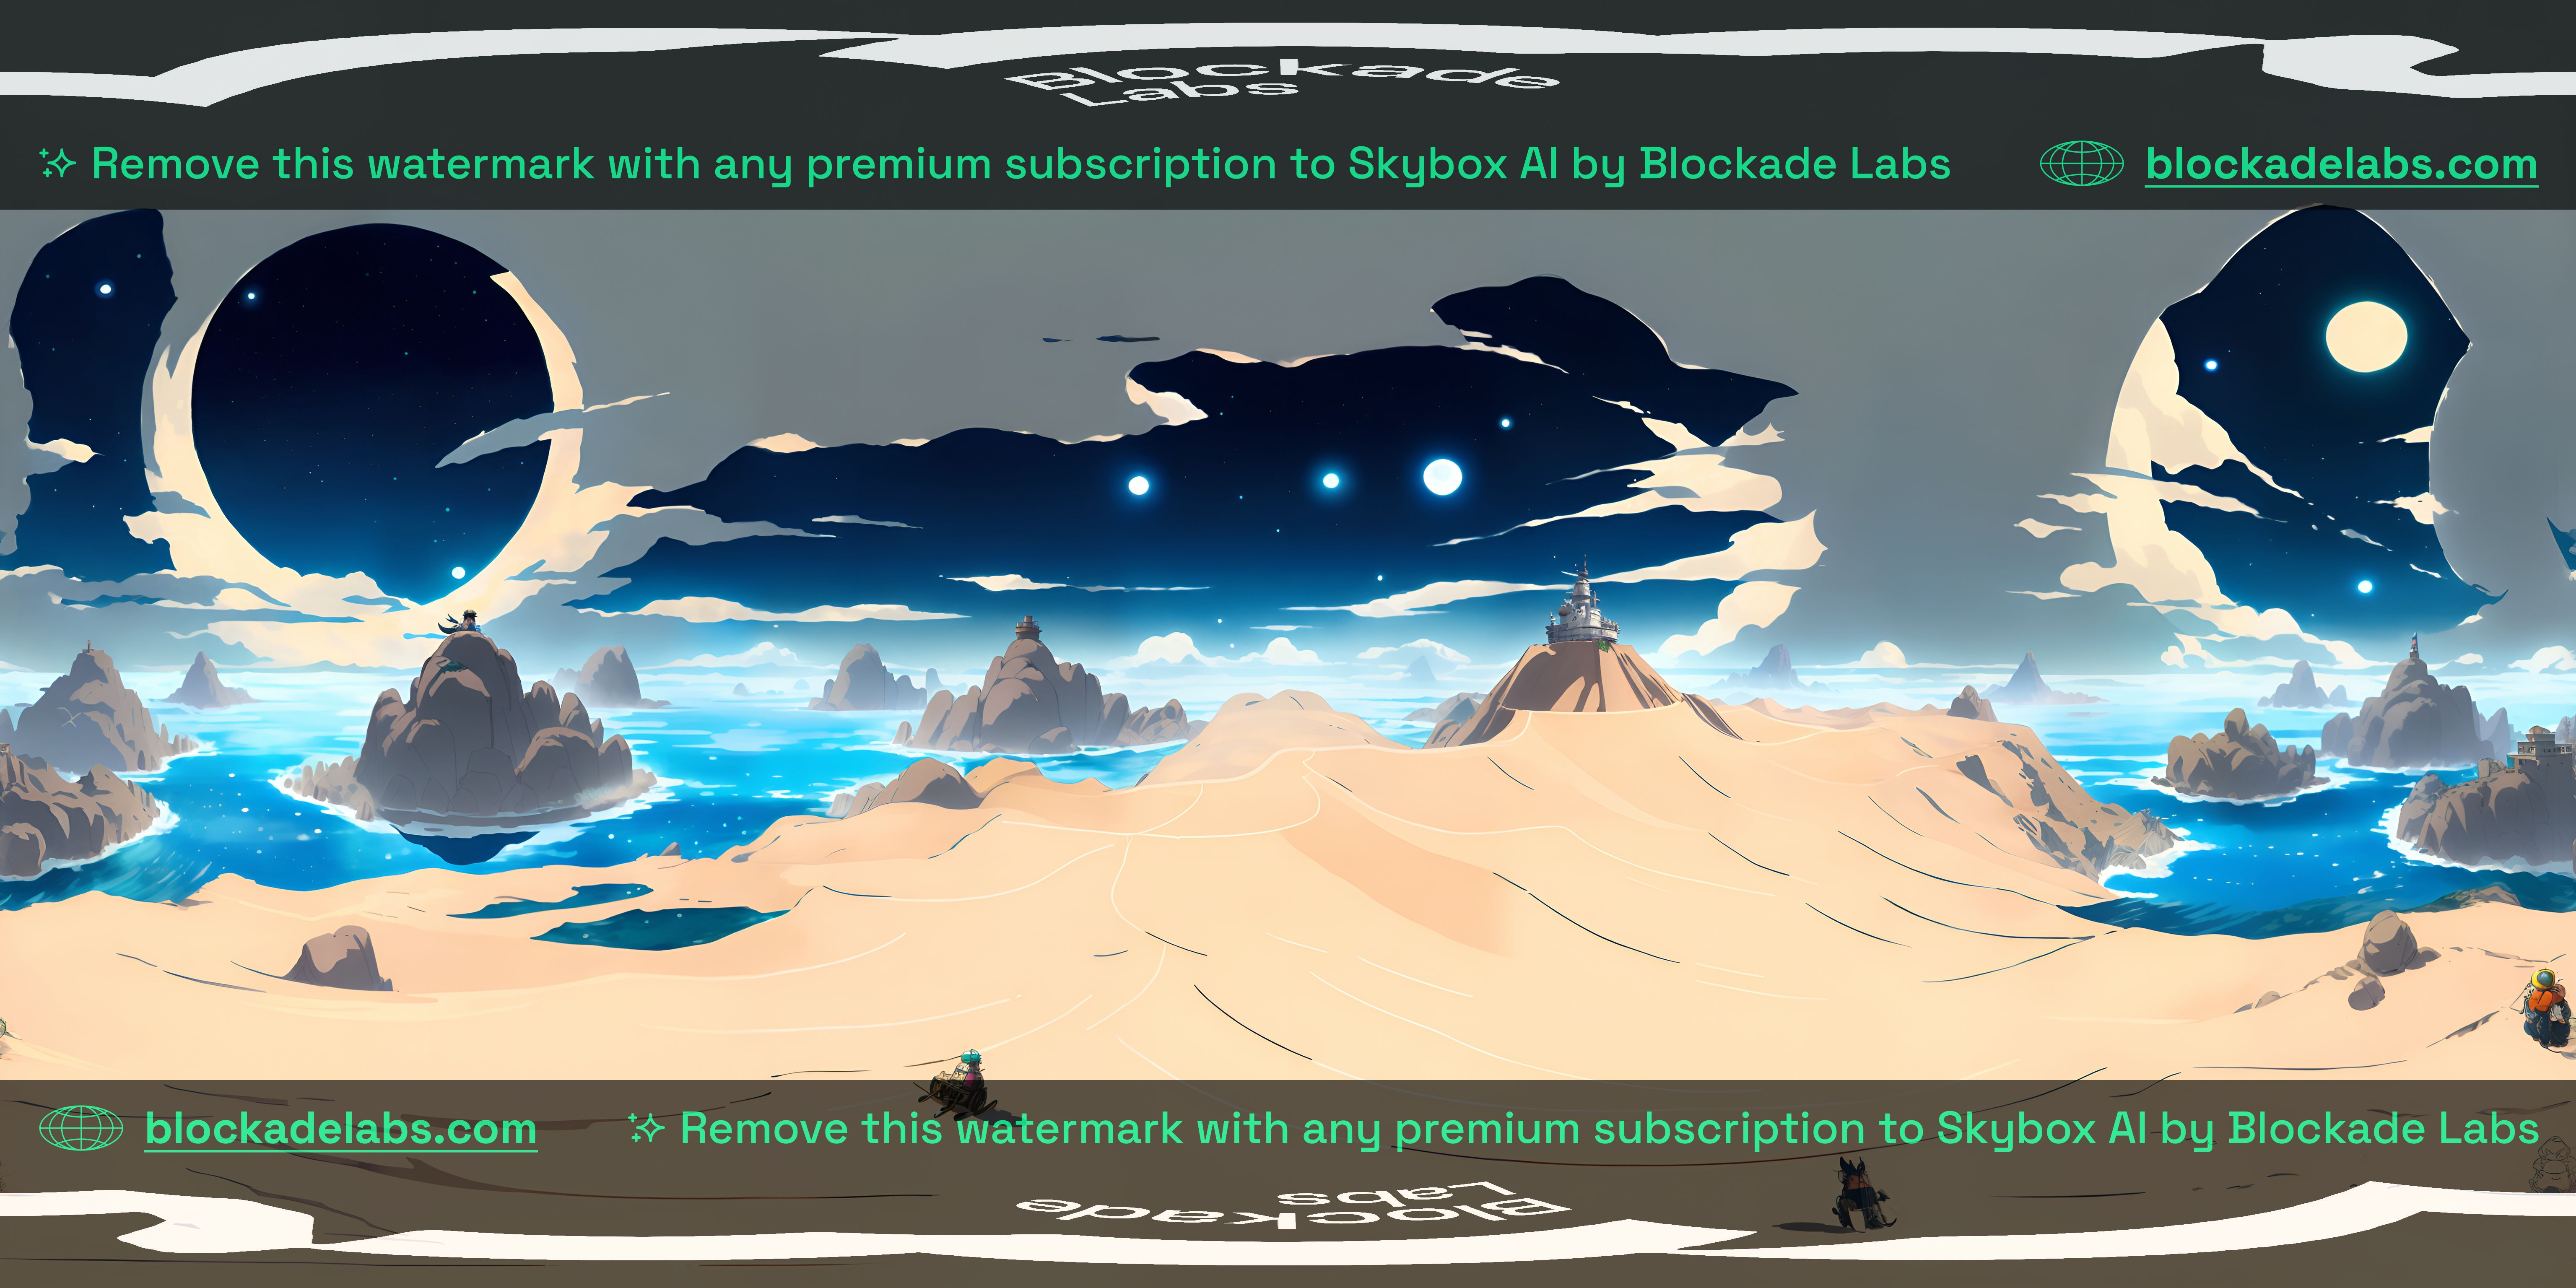 Blockade
Labs
Remove this watermark with any premium subscription to Skybox AI by Blockade Labs
blockadelabs.com
blockadelabs.com
Remove this watermark with any premium subscription to Skybox AI by Blockade Labs
Labs
Blockade